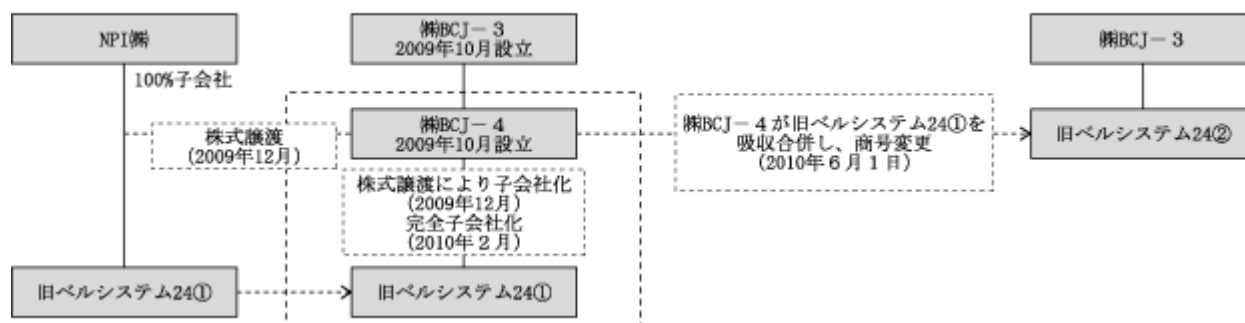 NPI㈱
100%子会社
株式譲渡
(2009年12月)
旧ベルシステム24①
㈱BCJ－3
2009年10月設立
㈱BCJ－4
2009年10月設立
株式譲渡により子会社化
(2009年12月)
完全子会社化
(2010年2月)
旧ベルシステム24①
㈱BCJ－4が旧ベルシステム24①を
吸収合併し、商号変更
(2010年6月1日)
㈱BCJ－3
旧ベルシステム24②